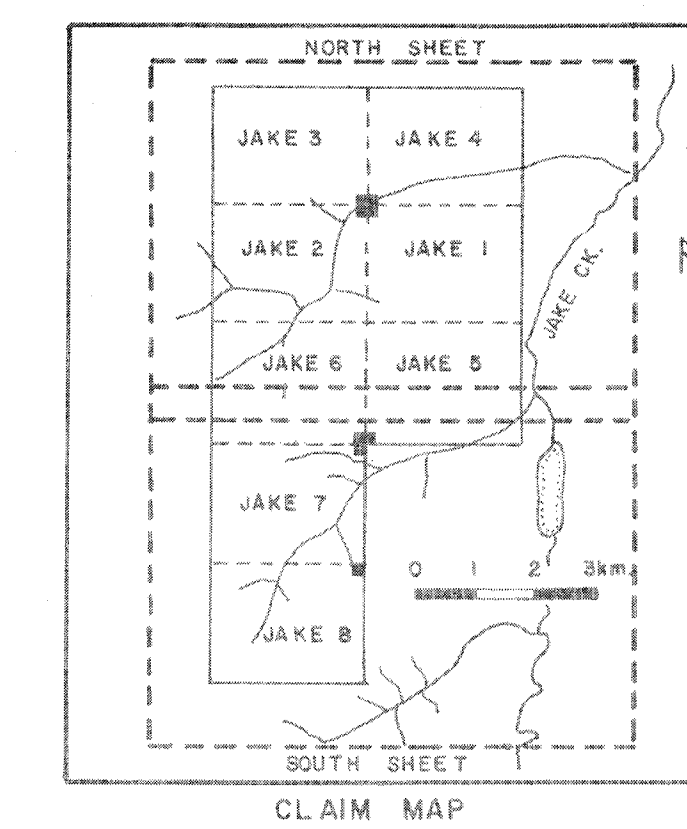 NORTH SHEET
JAKE 3
JAKE 4
JAKE 2
JAKE 1
JAKE CK.
JAKE 6
JAKE 5
JAKE 7
0 1 2 3km.
JAKE 8
SOUTH SHEET
CLAIM MAP